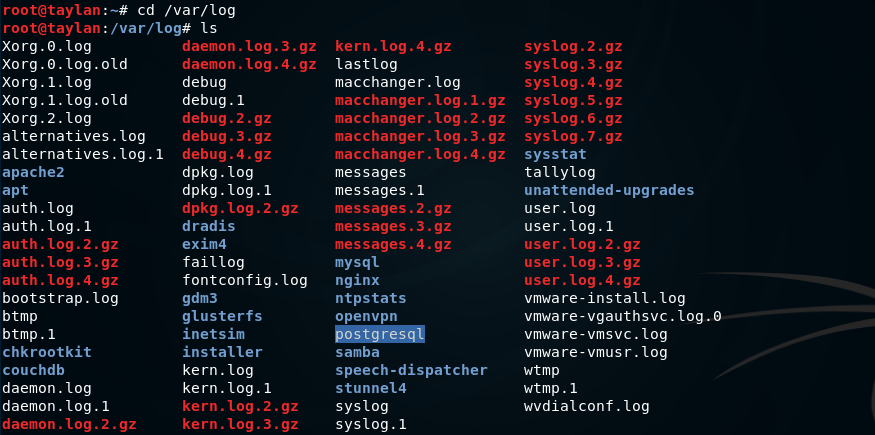 root@taylan:~# cd /var/log
root@taylan:/var/log# ls
Xorg.0.log daemon.log.3.gz kern.log.4.gz syslog.2.gz
Xorg.0.log.old daemon.log.4.gz lastlog syslog.3.gz
Xorg.1.log debug macchanger.log syslog.4.gz
Xorg.1.log.old debug.1 macchanger.log.1.gz syslog.5.gz
Xorg.2.log debug.2.gz macchanger.log.2.gz syslog.6.gz
alternatives.log debug.3.gz macchanger.log.3.gz syslog.7.gz
alternatives.log.1 debug.4.gz macchanger.log.4.gz sysstat
apache2 dpkg.log messages tallylog
apt dpkg.log.1 messages.1 unattended-upgrades
auth.log dpkg.log.2.gz messages.2.gz user.log
auth.log.1 dradis messages.3.gz user.log.1
auth.log.2.gz exim4 messages.4.gz user.log.2.gz
auth.log.3.gz faillog mysql user.log.3.gz
auth.log.4.gz fontconfig.log nginx user.log.4.gz
bootstrap.log gdm3 ntpstats vmware-install.log
btmp glusterfs openvpn vmware-vgauthsvc.log.0
btmp.1 inetsim postgresql vmware-vmsvc.log
chkrootkit installer samba vmware-vmusr.log
couchdb kern.log speech-dispatcher wtmp
daemon.log kern.log.1 stunnel4 wtmp.1
daemon.log.1 kern.log.2.gz syslog wvdialconf.log
daemon.log.2.gz kern.log.3.gz syslog.1